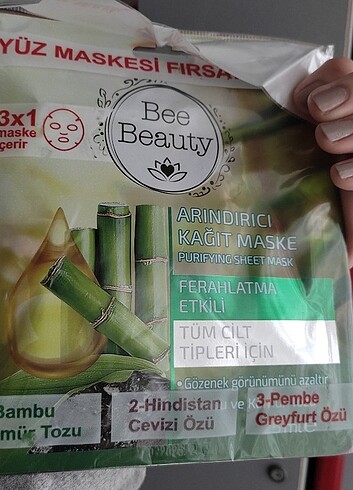 YÜZ MASKESİ FIRSA
3x1
maske
içerir
Bee
Beauty
ARINDIRICI
KAĞIT MASKE
PURIFYING SHEET MASK
FERAHLATMA
ETKİLİ
TÜM CİLT
TİPLERİ İÇİN
• Gözenek görünümünü azaltır
Bambu
mür Tozu
2-Hindistan
Cevizi Özü
3-Pembe
Greyfurt Özü